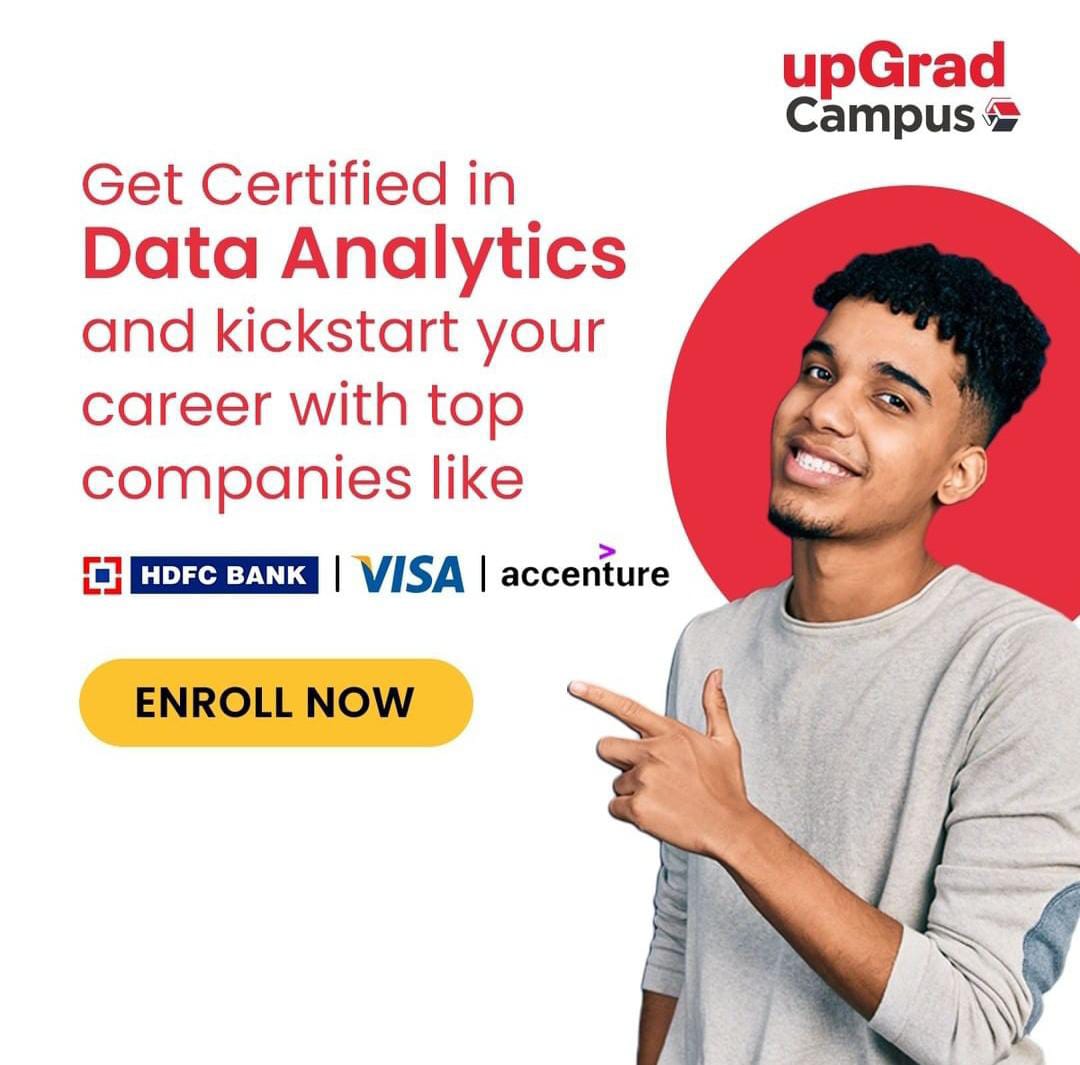 upGrad
Campus
Get Certified in
Data Analytics
and kickstart your
career with top
companies like
HDFC BANK | VISA | accenture
ENROLL NOW